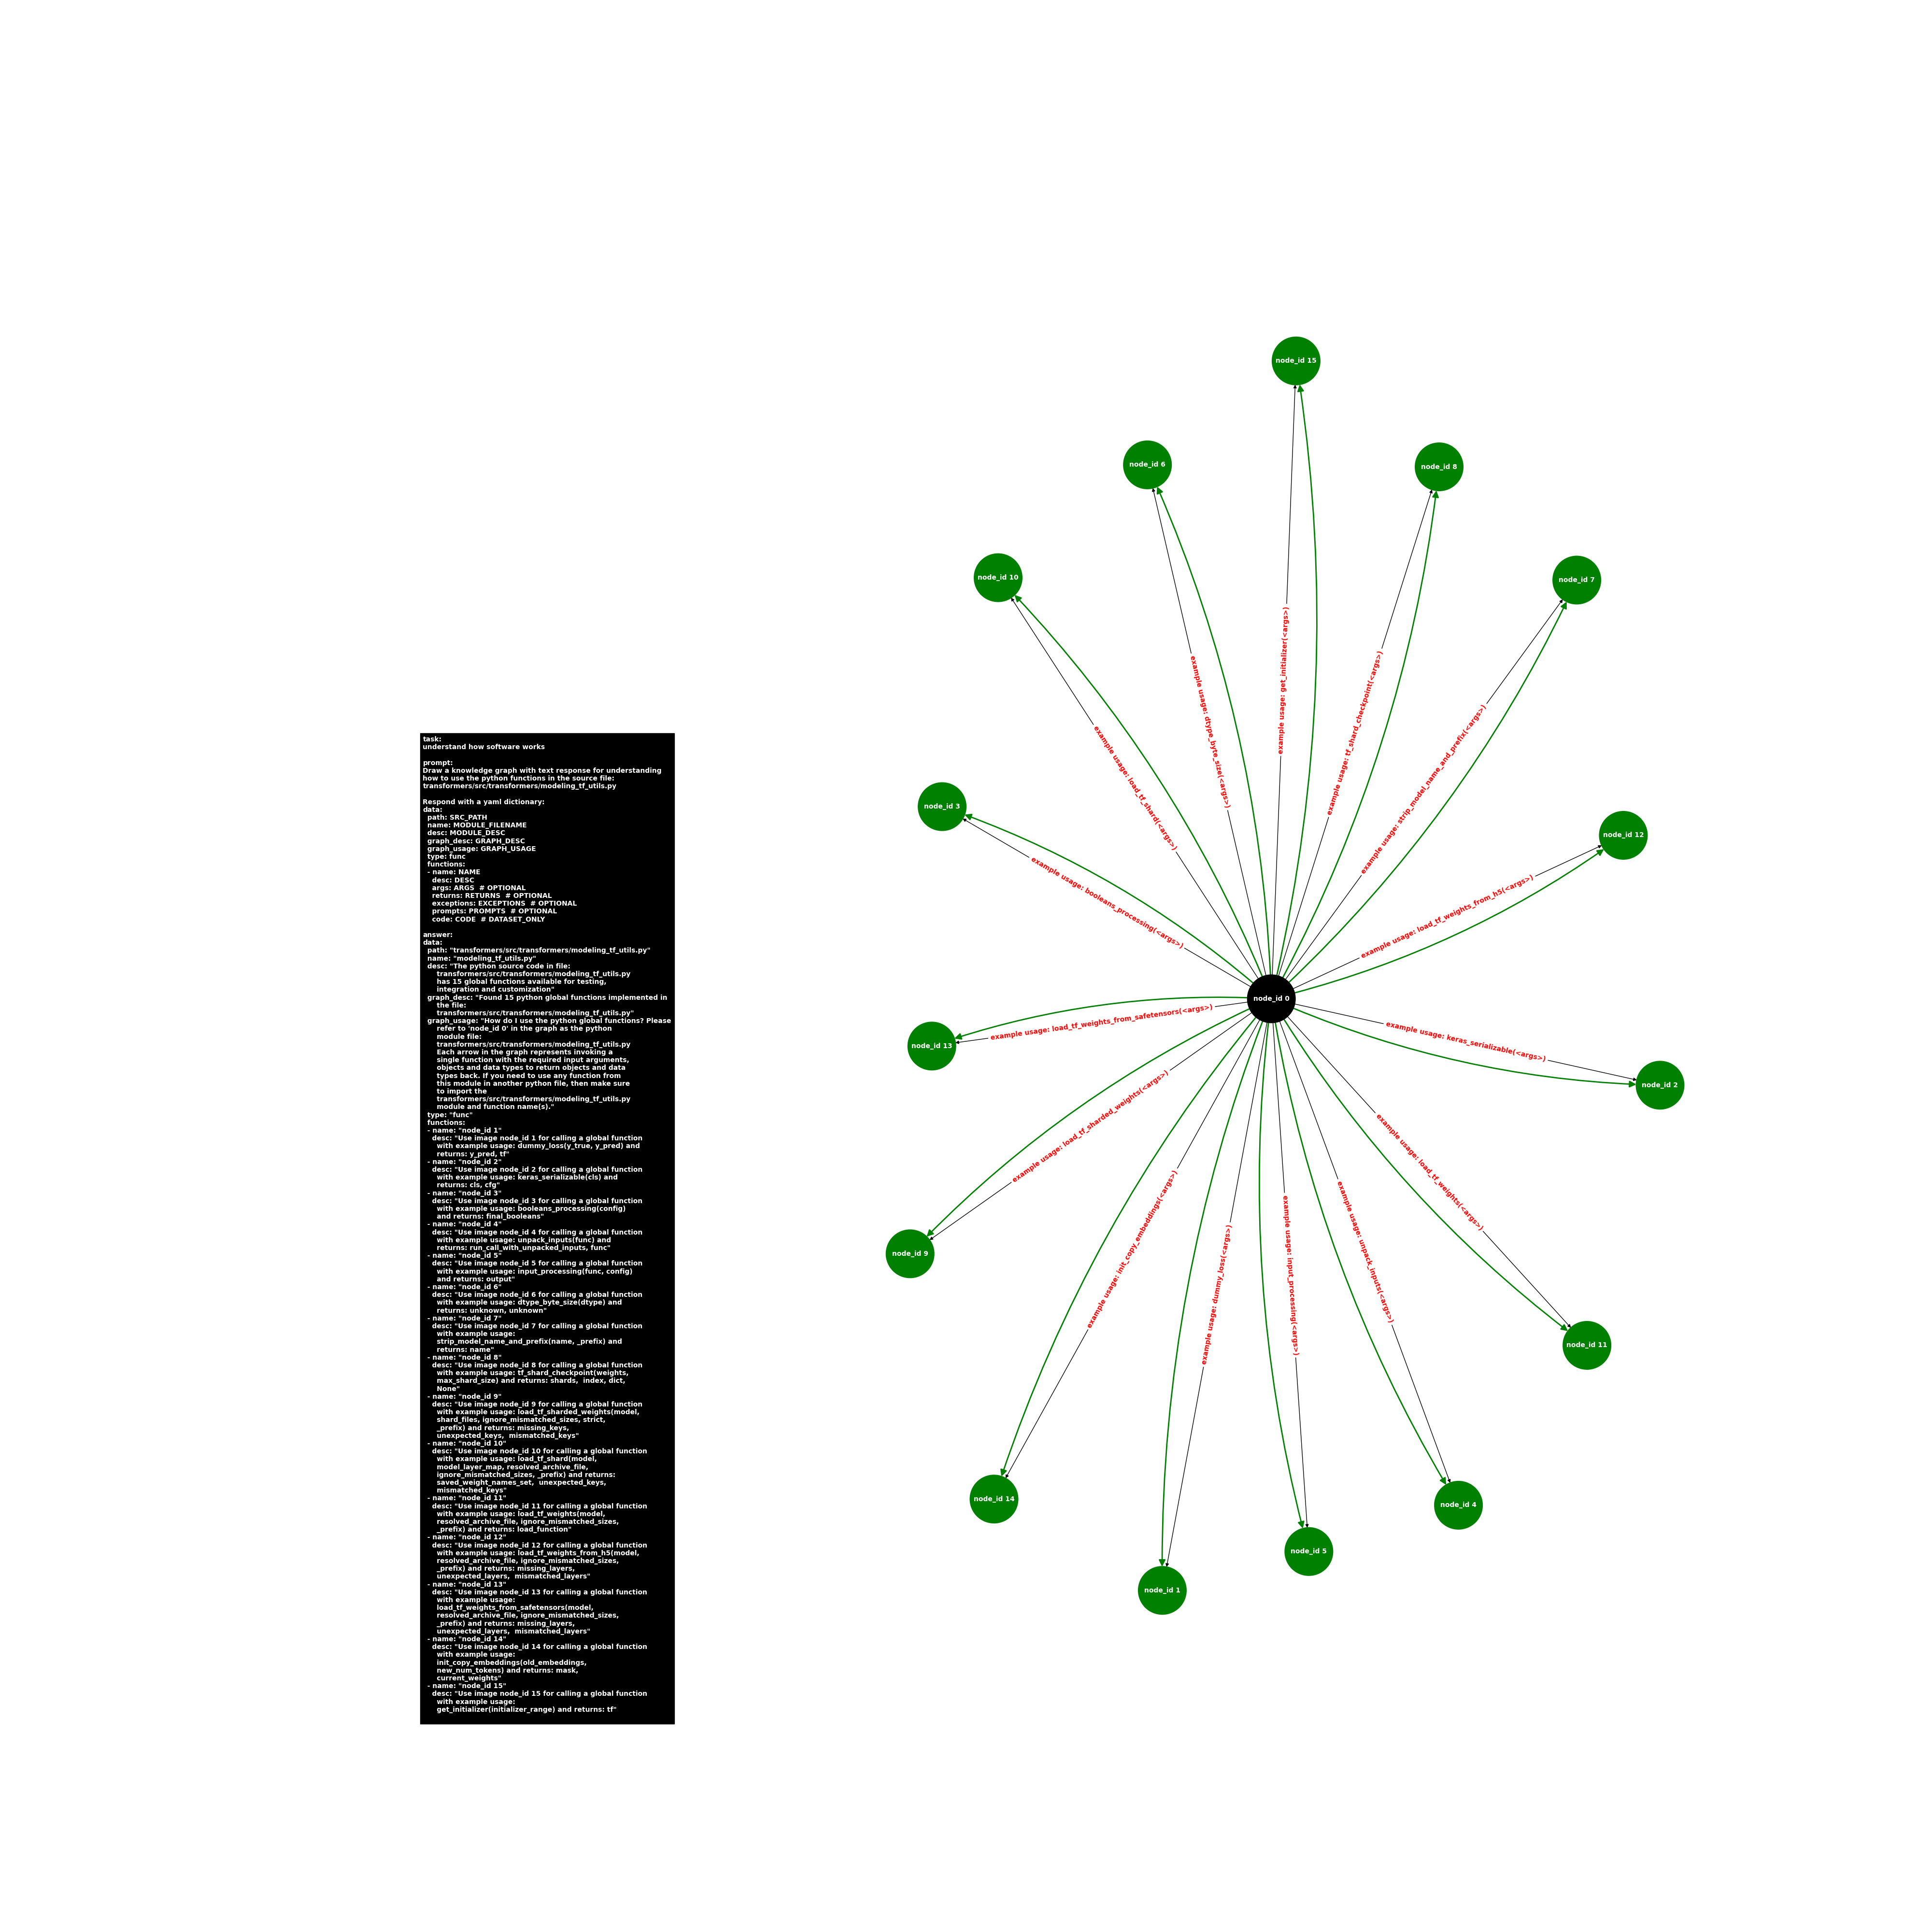 task:
understand how software works

prompt:
Draw a knowledge graph with text response for understanding
how to use the python functions in the source file:
transformers/src/transformers/modeling_tf_utils.py

Respond with a yaml dictionary:
data:
  path: SRC_PATH
  name: MODULE_FILENAME
  desc: MODULE_DESC
  graph_desc: GRAPH_DESC
  graph_usage: GRAPH_USAGE
  type: func
  functions:
  - name: NAME
    desc: DESC
    args: ARGS  # OPTIONAL
    returns: RETURNS  # OPTIONAL
    exceptions: EXCEPTIONS  # OPTIONAL
    prompts: PROMPTS  # OPTIONAL
    code: CODE  # DATASET_ONLY

answer:
data:
  path: "transformers/src/transformers/modeling_tf_utils.py"
  name: "modeling_tf_utils.py"
  desc: "The python source code in file:
      transformers/src/transformers/modeling_tf_utils.py
      has 15 global functions available for testing,
      integration and customization"
  graph_desc: "Found 15 python global functions implemented in
      the file:
      transformers/src/transformers/modeling_tf_utils.py"
  graph_usage: "How do I use the python global functions? Please
      refer to 'node_id 0' in the graph as the python
      module file:
      transformers/src/transformers/modeling_tf_utils.py
      Each arrow in the graph represents invoking a
      single function with the required input arguments,
      objects and data types to return objects and data
      types back. If you need to use any function from
      this module in another python file, then make sure
      to import the
      transformers/src/transformers/modeling_tf_utils.py
      module and function name(s)."
  type: "func"
  functions:
  - name: "node_id 1"
    desc: "Use image node_id 1 for calling a global function
      with example usage: dummy_loss(y_true, y_pred) and
      returns: y_pred, tf"
  - name: "node_id 2"
    desc: "Use image node_id 2 for calling a global function
      with example usage: keras_serializable(cls) and
      returns: cls, cfg"
  - name: "node_id 3"
    desc: "Use image node_id 3 for calling a global function
      with example usage: booleans_processing(config)
      and returns: final_booleans"
  - name: "node_id 4"
    desc: "Use image node_id 4 for calling a global function
      with example usage: unpack_inputs(func) and
      returns: run_call_with_unpacked_inputs, func"
  - name: "node_id 5"
    desc: "Use image node_id 5 for calling a global function
      with example usage: input_processing(func, config)
      and returns: output"
  - name: "node_id 6"
    desc: "Use image node_id 6 for calling a global function
      with example usage: dtype_byte_size(dtype) and
      returns: unknown, unknown"
  - name: "node_id 7"
    desc: "Use image node_id 7 for calling a global function
      with example usage:
      strip_model_name_and_prefix(name, _prefix) and
      returns: name"
  - name: "node_id 8"
    desc: "Use image node_id 8 for calling a global function
      with example usage: tf_shard_checkpoint(weights,
      max_shard_size) and returns: shards,  index, dict,
      None"
  - name: "node_id 9"
    desc: "Use image node_id 9 for calling a global function
      with example usage: load_tf_sharded_weights(model,
      shard_files, ignore_mismatched_sizes, strict,
      _prefix) and returns: missing_keys,
      unexpected_keys,  mismatched_keys"
  - name: "node_id 10"
    desc: "Use image node_id 10 for calling a global function
      with example usage: load_tf_shard(model,
      model_layer_map, resolved_archive_file,
      ignore_mismatched_sizes, _prefix) and returns:
      saved_weight_names_set,  unexpected_keys,
      mismatched_keys"
  - name: "node_id 11"
    desc: "Use image node_id 11 for calling a global function
      with example usage: load_tf_weights(model,
      resolved_archive_file, ignore_mismatched_sizes,
      _prefix) and returns: load_function"
  - name: "node_id 12"
    desc: "Use image node_id 12 for calling a global function
      with example usage: load_tf_weights_from_h5(model,
      resolved_archive_file, ignore_mismatched_sizes,
      _prefix) and returns: missing_layers,
      unexpected_layers,  mismatched_layers"
  - name: "node_id 13"
    desc: "Use image node_id 13 for calling a global function
      with example usage:
      load_tf_weights_from_safetensors(model,
      resolved_archive_file, ignore_mismatched_sizes,
      _prefix) and returns: missing_layers,
      unexpected_layers,  mismatched_layers"
  - name: "node_id 14"
    desc: "Use image node_id 14 for calling a global function
      with example usage:
      init_copy_embeddings(old_embeddings,
      new_num_tokens) and returns: mask,
      current_weights"
  - name: "node_id 15"
    desc: "Use image node_id 15 for calling a global function
      with example usage:
      get_initializer(initializer_range) and returns: tf"
node_id 15
node_id 6
node_id 8
node_id 10
node_id 7
example usage: get_initializer(<args>)
example usage: dtype_byte_size(<args>)
example usage: tf_shard_checkpoint(<args>)
example usage: load_tf_shard(<args>)
example usage: strip_model_name_and_prefix(<args>)
node_id 3
node_id 12
example usage: booleans_processing(<args>)
example usage: load_tf_weights_from_h5(<args>)
node_id 0
example usage: load_tf_weights_from_safetensors(<args>)
node_id 13
example usage: keras_serializable(<args>)
node_id 2
example usage: load_tf_sharded_weights(<args>)
example usage: load_tf_weights(<args>)
node_id 9
example usage: init_copy_embeddings(<args>)
example usage: dummy_loss(<args>)
example usage: input_processing(<args>)
example usage: unpack_inputs(<args>)
node_id 11
node_id 14
node_id 4
node_id 5
node_id 1